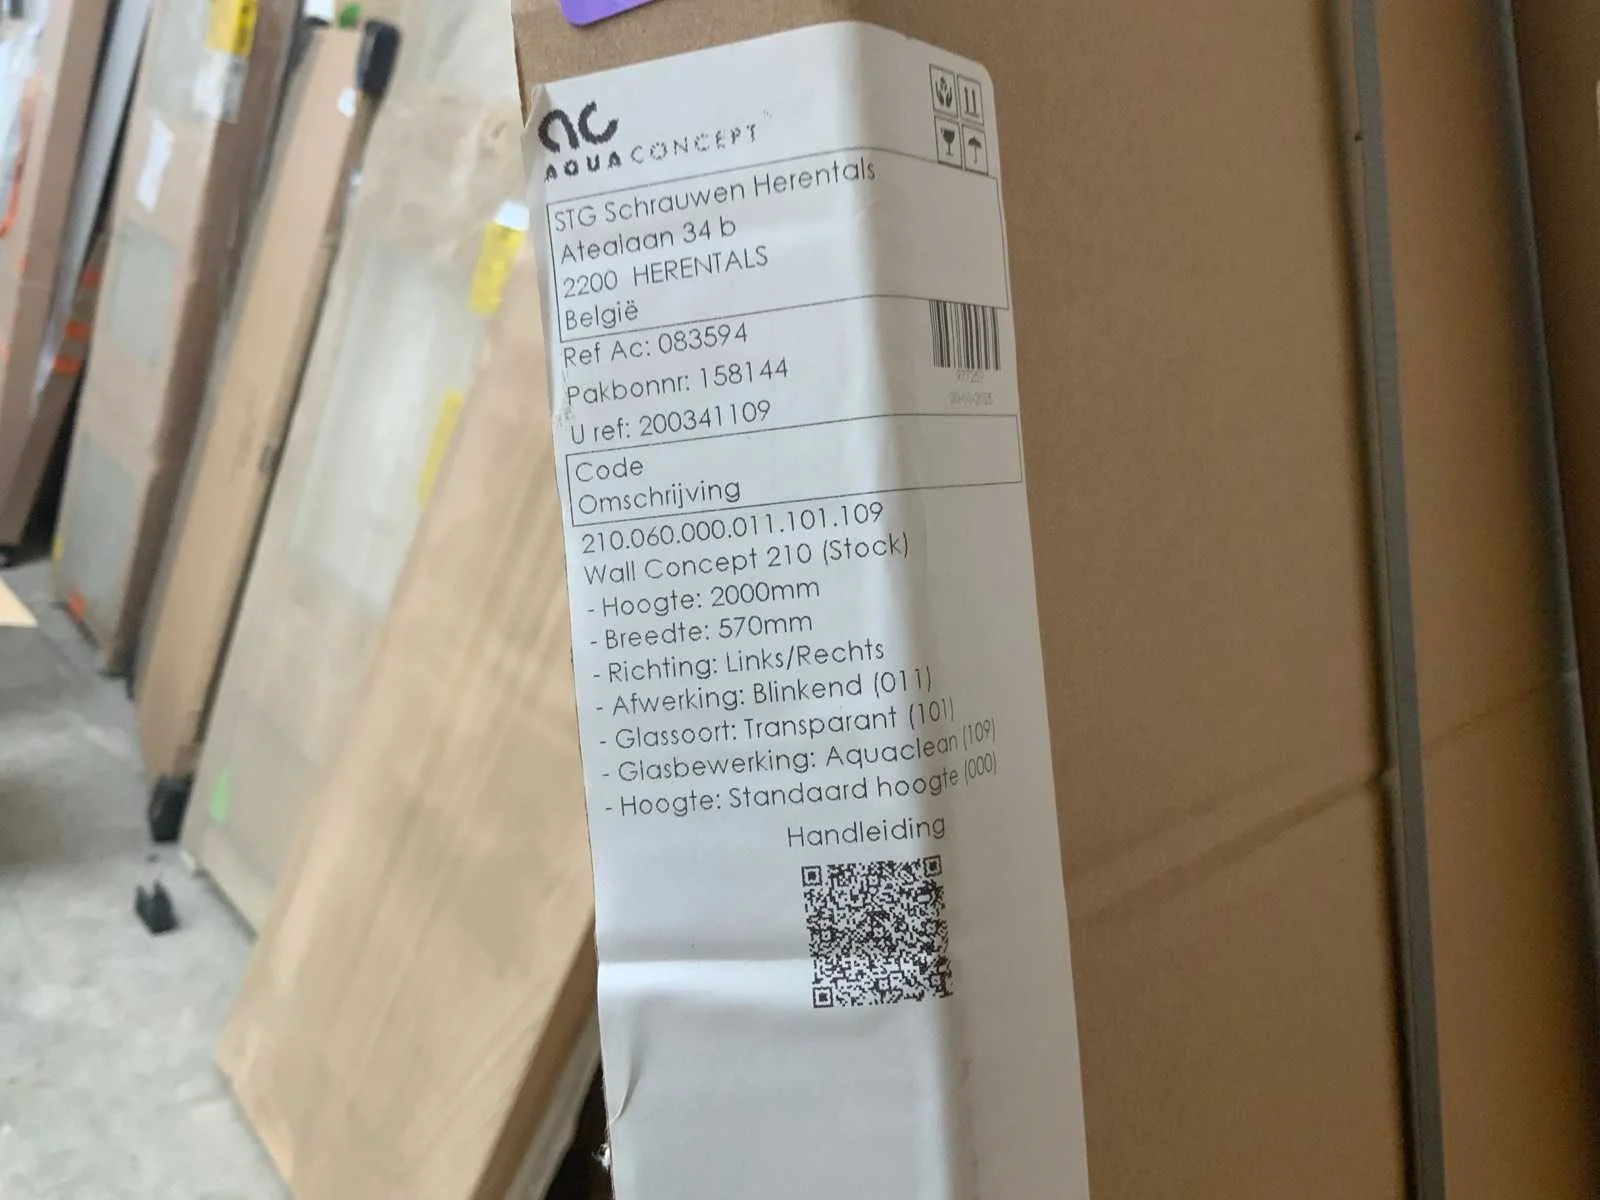 ac
AQUA CONCEPT
STG Schrauwen Herentals
Atealaan 34 b
2200 HERENTALS
België
Ref Ac: 083594
Pakbonnr: 158144
U ref: 200341109
Code
Omschrijving
210.060.000.011.101.109
Wall Concept 210 (Stock)
- Hoogte: 2000mm
- Breedte: 570mm
- Richting: Links/Rechts
- Afwerking: Blinkend (011)
- Glassoort: Transparant (101)
- Glasbewerking: Aquaclean (109)
- Hoogte: Standaard hoogte (000)
Handleiding